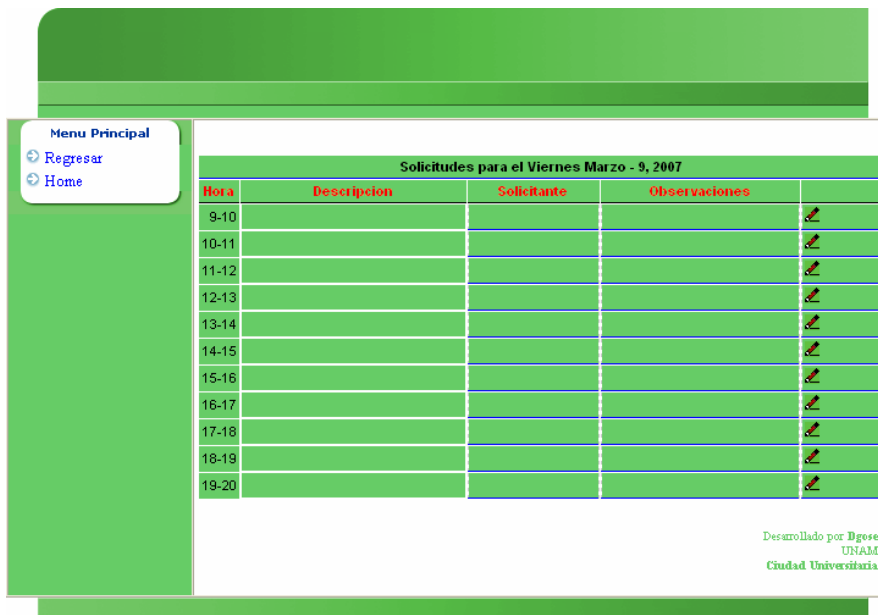 Menu Principal
Regresar
Home
Solicitudes para el Viernes Marzo - 9, 2007
Hora Descripcion Solicitante Observaciones
9-10
10-11
11-12
12-13
13-14
14-15
15-16
16-17
17-18
18-19
19-20
Desarrollado por Dgose
UNAM
Ciudad Universitaria